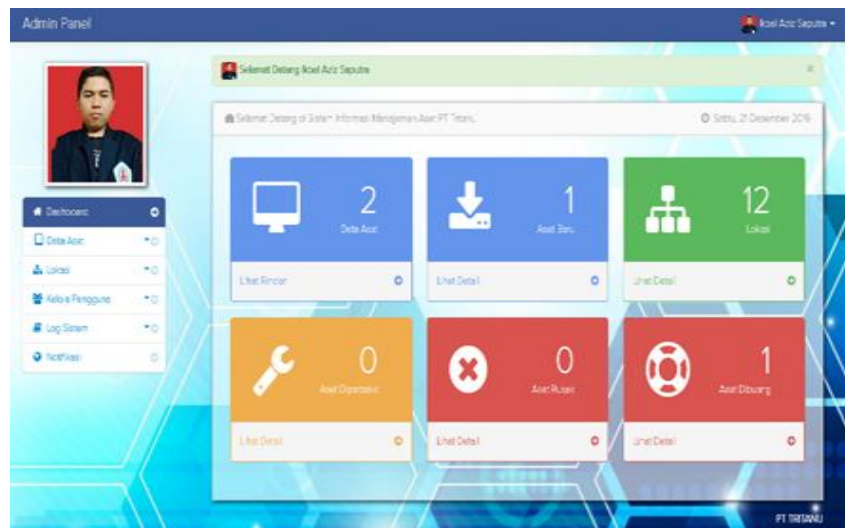 Admin Panel
Aziz Saputra
Dashboard
Data Aset
Lokasi
Kelola Pengguna
Log Sistem
Notifikasi
Selamat Datang Aziz Saputra
Selamat Datang di Sistem Informasi Manajemen Aset PT Tritanu
Sabtu, 21 Desember 2019
2
Data Aset
Lihat Rincian
1
Aset Baru
Lihat Detail
12
Lokasi
Lihat Detail
0
Aset Diperbaiki
Lihat Detail
0
Aset Rusak
Lihat Detail
1
Aset Dibuang
Lihat Detail
PT TRITANU